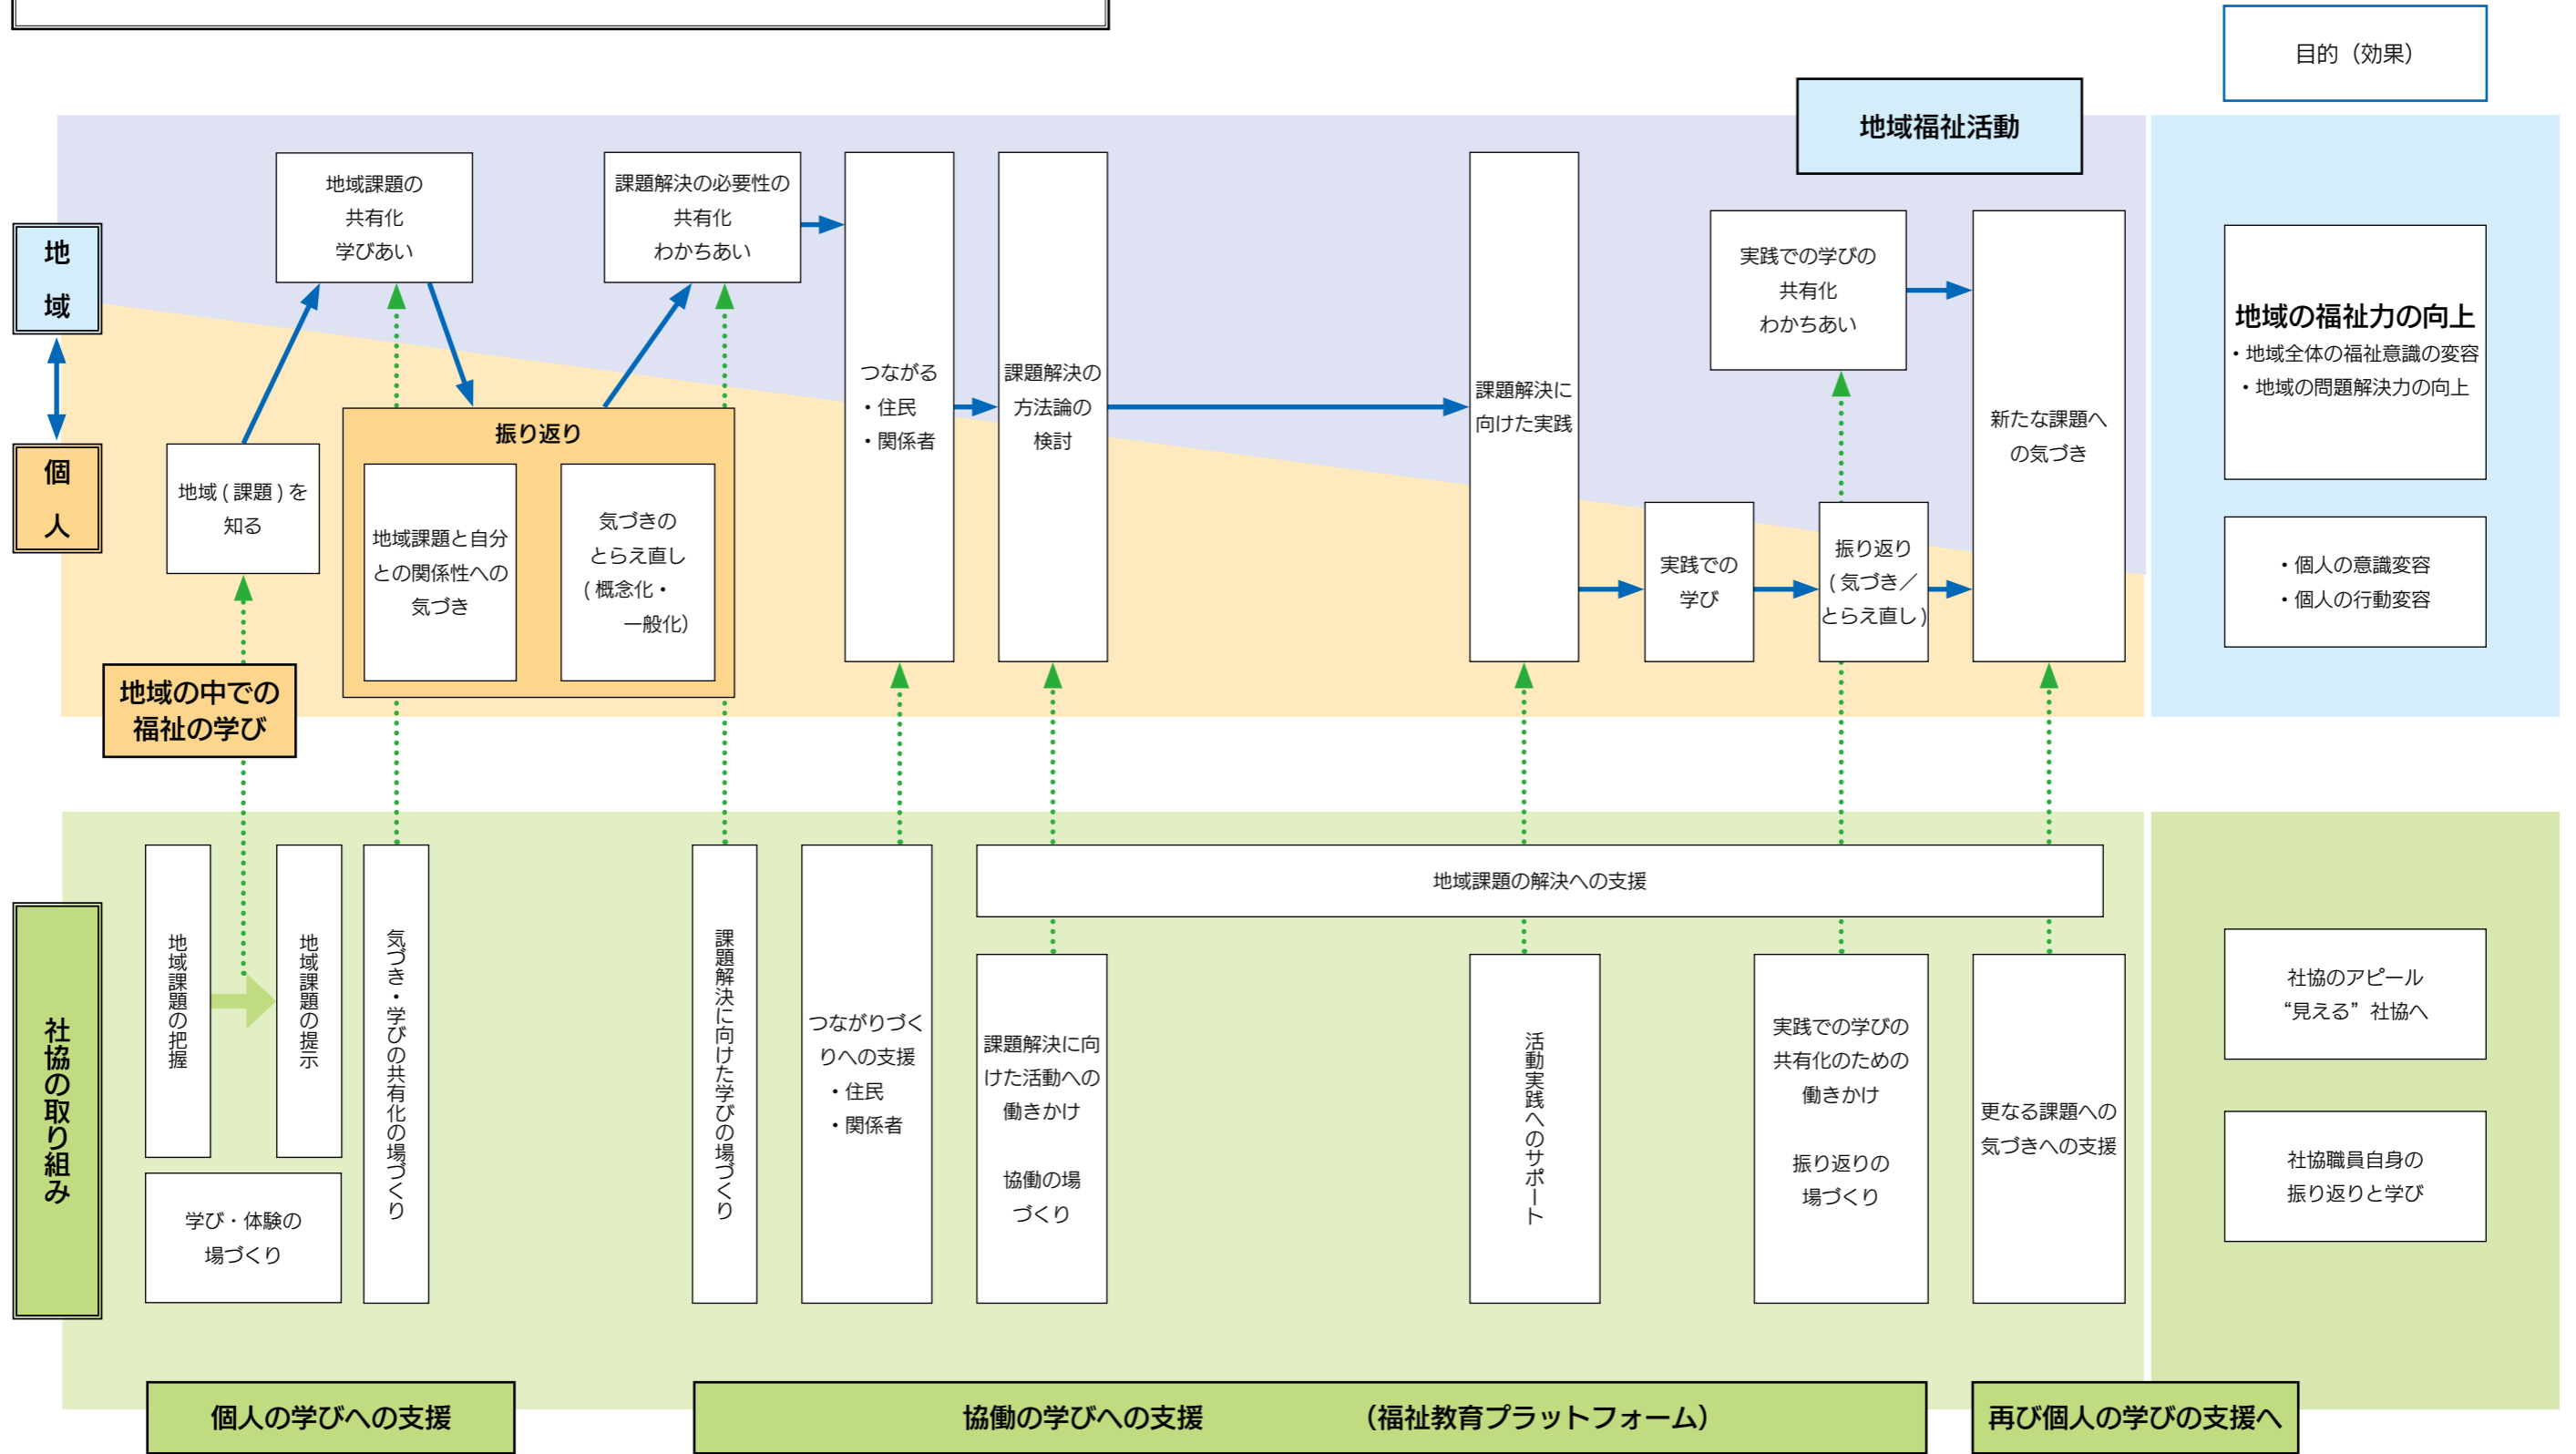 目的（効果）
地域福祉活動
地
域
個
人
地域課題の
共有化
学びあい
課題解決の必要性の
共有化
わかちあい
地域(課題)を
知る
振り返り
地域課題と自分
との関係性への
気づき
気づきの
とらえ直し
(概念化・
一般化)
つながる
・住民
・関係者
課題解決の
方法論の
検討
課題解決に
向けた実践
実践での学びの
共有化
わかちあい
実践での
学び
振り返り
(気づき／
とらえ直し)
新たな課題へ
の気づき
地域の福祉力の向上
・地域全体の福祉意識の変容
・地域の問題解決力の向上
・個人の意識変容
・個人の行動変容
地域の中での
福祉の学び
社協の取り組み
地域課題の把握
地域課題の提示
学び・体験の
場づくり
気づき・学びの共有化の場づくり
課題解決に向けた学びの場づくり
つながりづく
りへの支援
・住民
・関係者
地域課題の解決への支援
課題解決に向
けた活動への
働きかけ
協働の場
づくり
活動実践へのサポート
実践での学びの
共有化のための
働きかけ
振り返りの
場づくり
更なる課題への
気づきへの支援
社協のアピール
“見える”社協へ
社協職員自身の
振り返りと学び
個人の学びへの支援
協働の学びへの支援　（福祉教育プラットフォーム）
再び個人の学びの支援へ